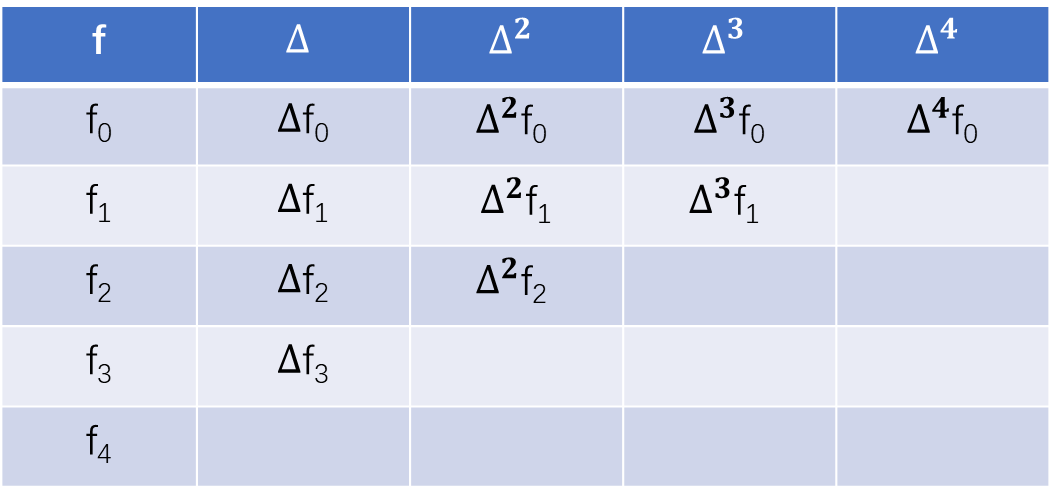 f Δ Δ² Δ³ Δ⁴
f₀ Δf₀ Δ²f₀ Δ³f₀ Δ⁴f₀
f₁ Δf₁ Δ²f₁ Δ³f₁
f₂ Δf₂ Δ²f₂
f₃ Δf₃
f₄